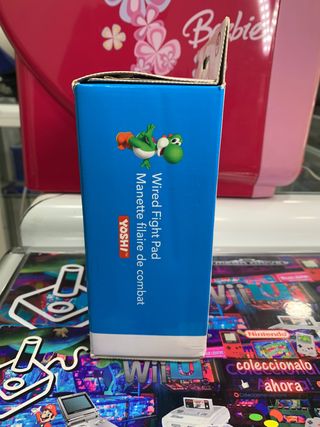 Barbie
Wired Fight Pad
Manette filaire de combat
YOSHI
Wii U
Nintendo
coleccionalo
ahora